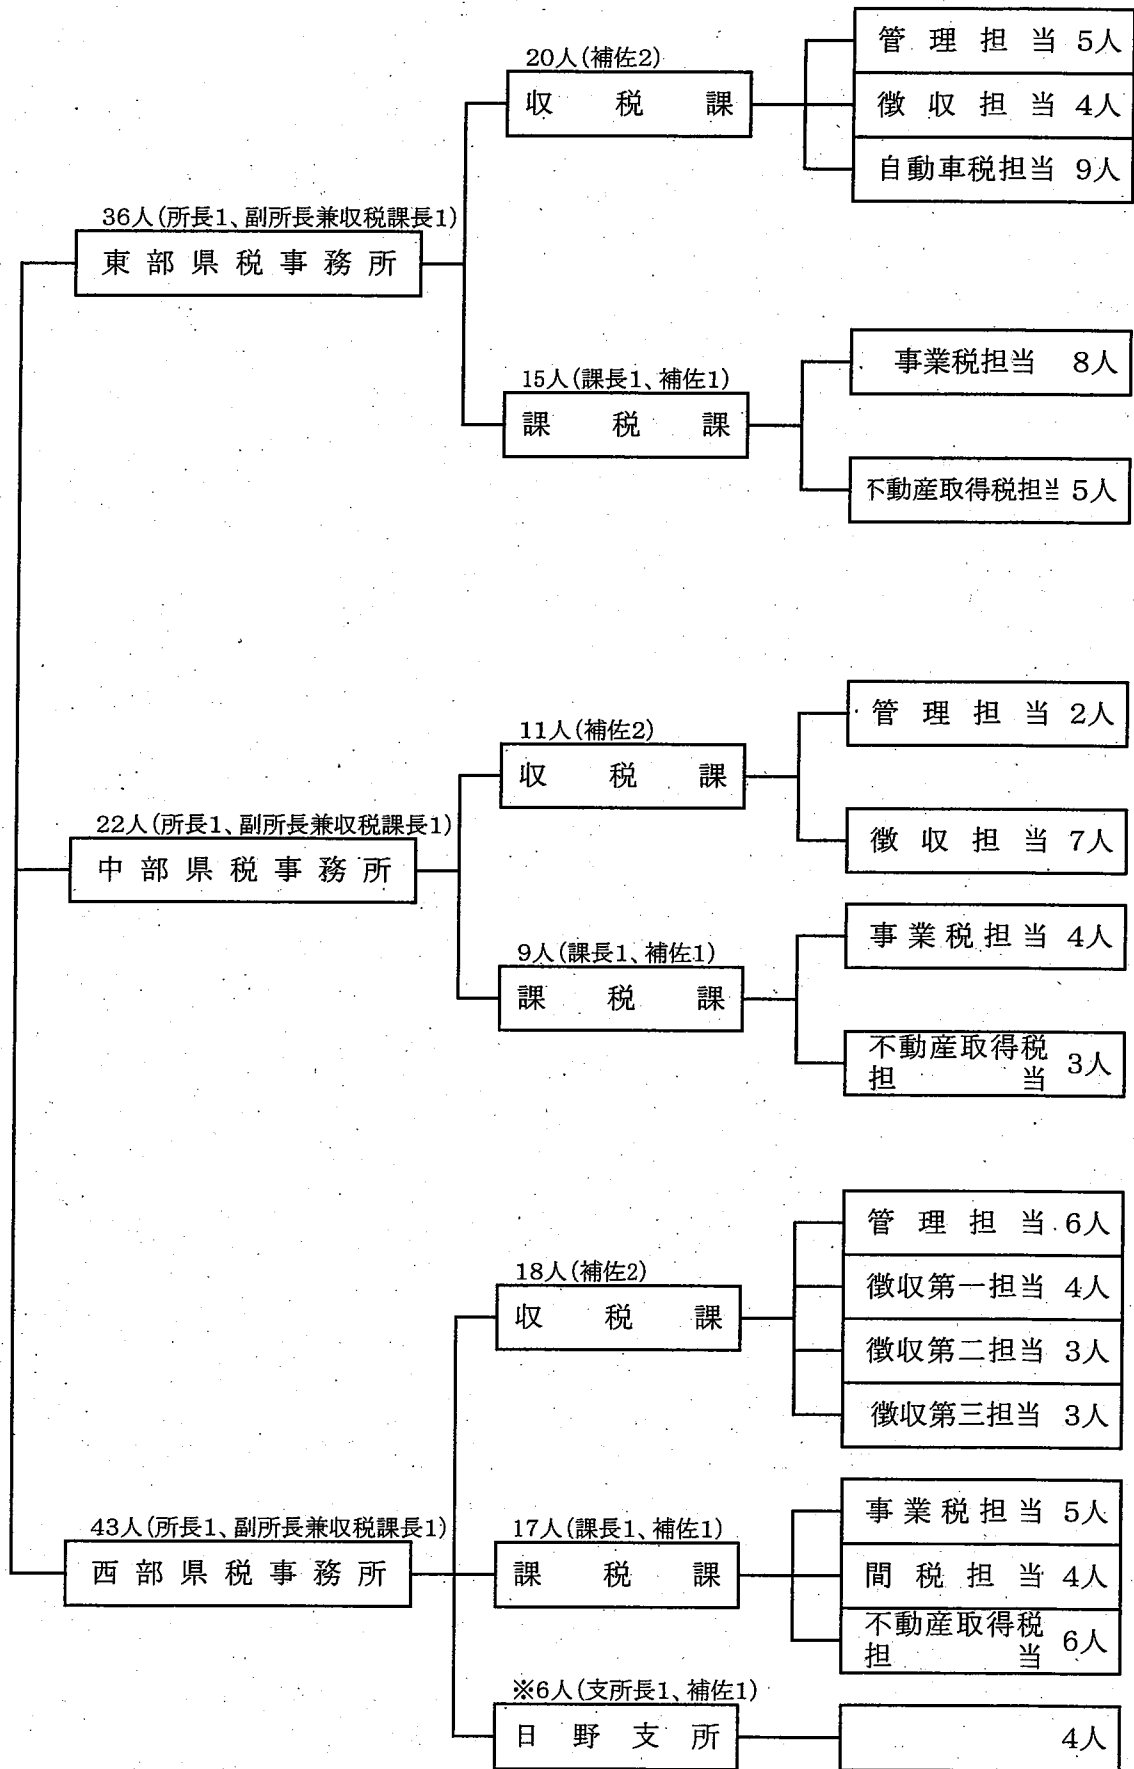 20人(補佐2)
収税課
管理担当 5人
徴収担当 4人
自動車税担当 9人
36人(所長1、副所長兼収税課長1)
東部県税事務所
15人(課長1、補佐1)
課税課
事業税担当 8人
不動産取得税担当 5人
11人(補佐2)
収税課
管理担当 2人
徴収担当 7人
22人(所長1、副所長兼収税課長1)
中部県税事務所
9人(課長1、補佐1)
課税課
事業税担当 4人
不動産取得税
担当 3人
18人(補佐2)
収税課
管理担当 6人
徴収第一担当 4人
徴収第二担当 3人
徴収第三担当 3人
43人(所長1、副所長兼収税課長1)
西部県税事務所
17人(課長1、補佐1)
課税課
事業税担当 5人
間税担当 4人
不動産取得税
担当 6人
※6人(支所長1、補佐1)
日野支所
4人